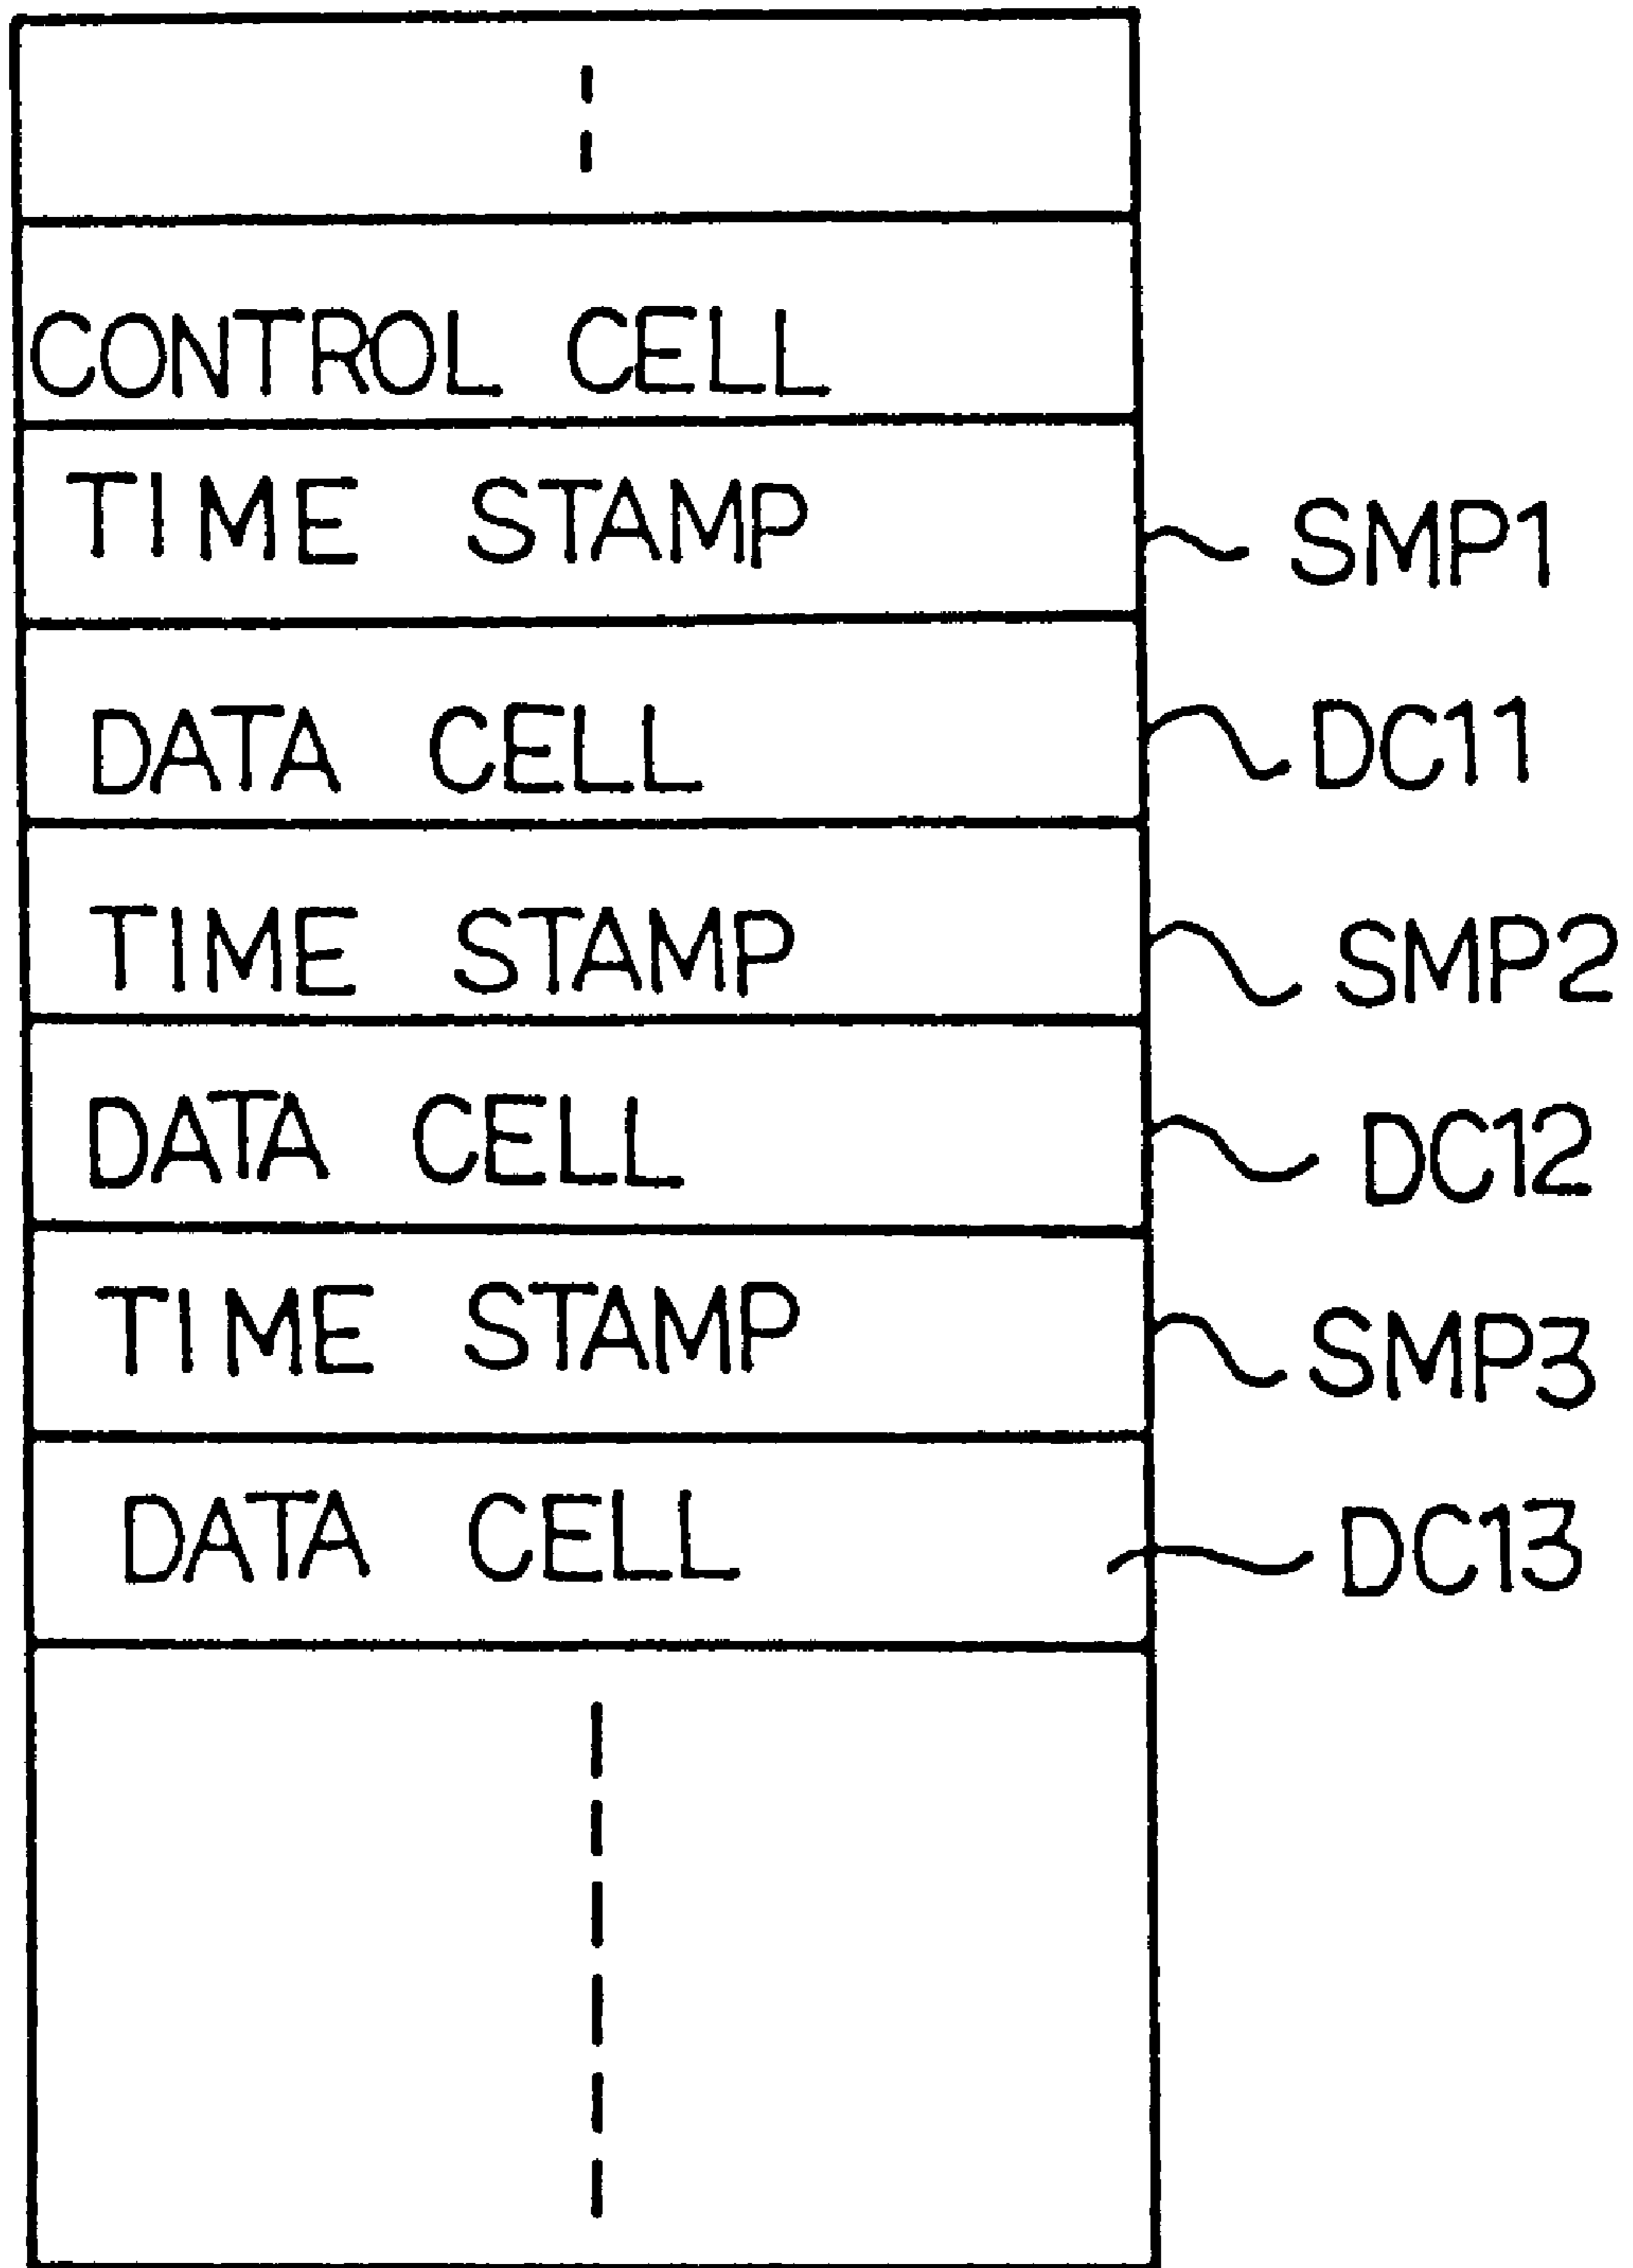 CONTROL CELL
TIME STAMP SMP1
DATA CELL DC11
TIME STAMP SMP2
DATA CELL DC12
TIME STAMP SMP3
DATA CELL DC13